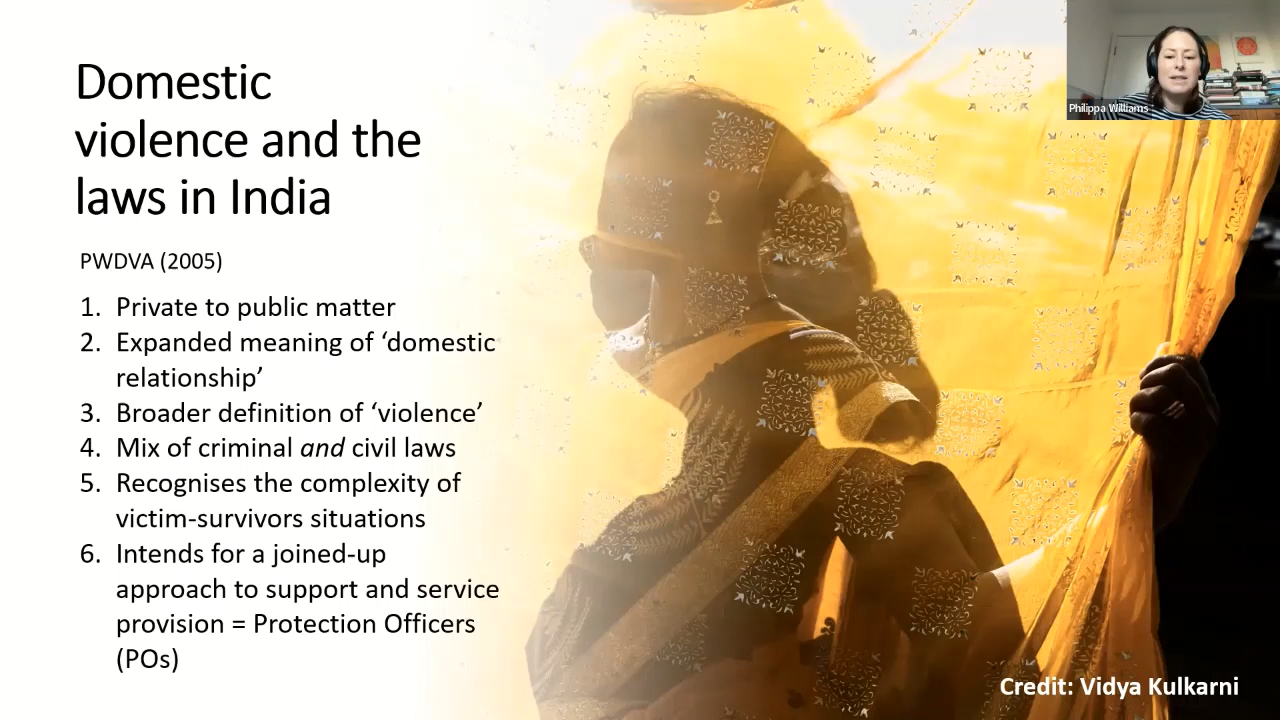 Domestic
violence and the
laws in India
PWDVA (2005)
1. Private to public matter
2. Expanded meaning of ‘domestic
relationship’
3. Broader definition of ‘violence’
4. Mix of criminal and civil laws
5. Recognises the complexity of
victim-survivors situations
6. Intends for a joined-up
approach to support and service
provision = Protection Officers
(POs)
Philippa Williams
Credit: Vidya Kulkarni